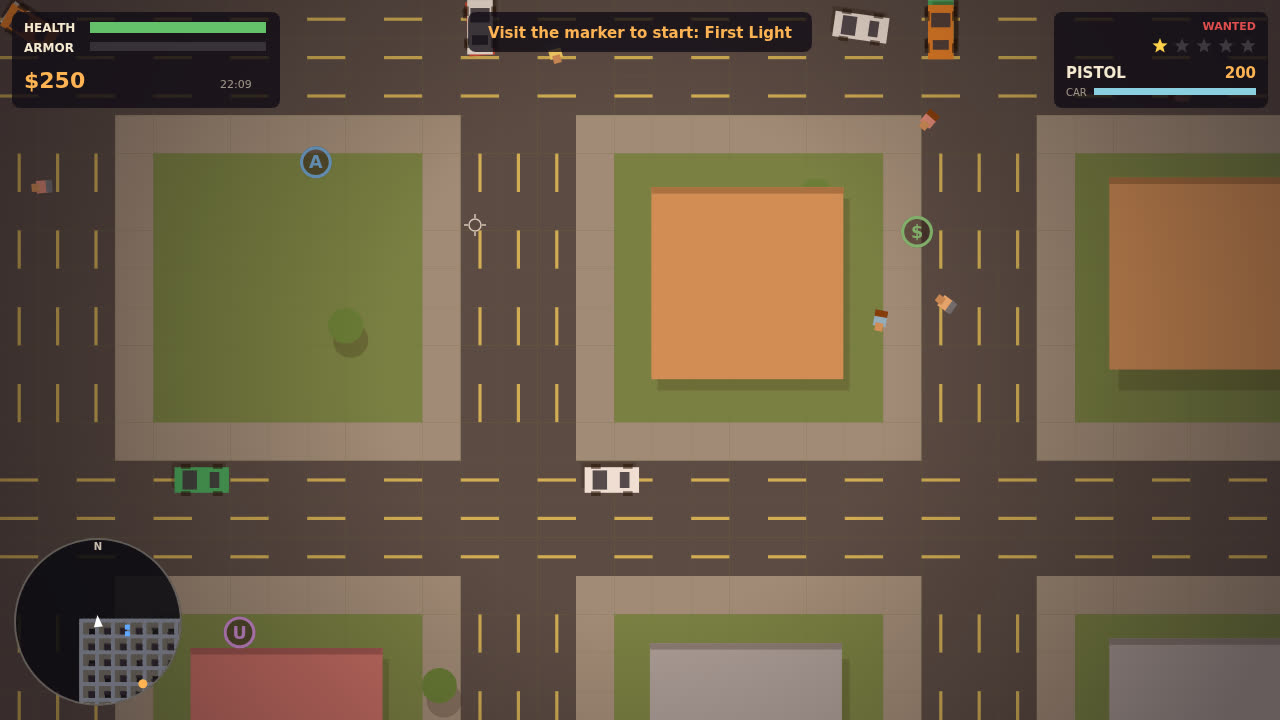 HEALTH
ARMOR
$250
22:09
Visit the marker to start: First Light
WANTED
PISTOL 200
CAR
A
$
N
U